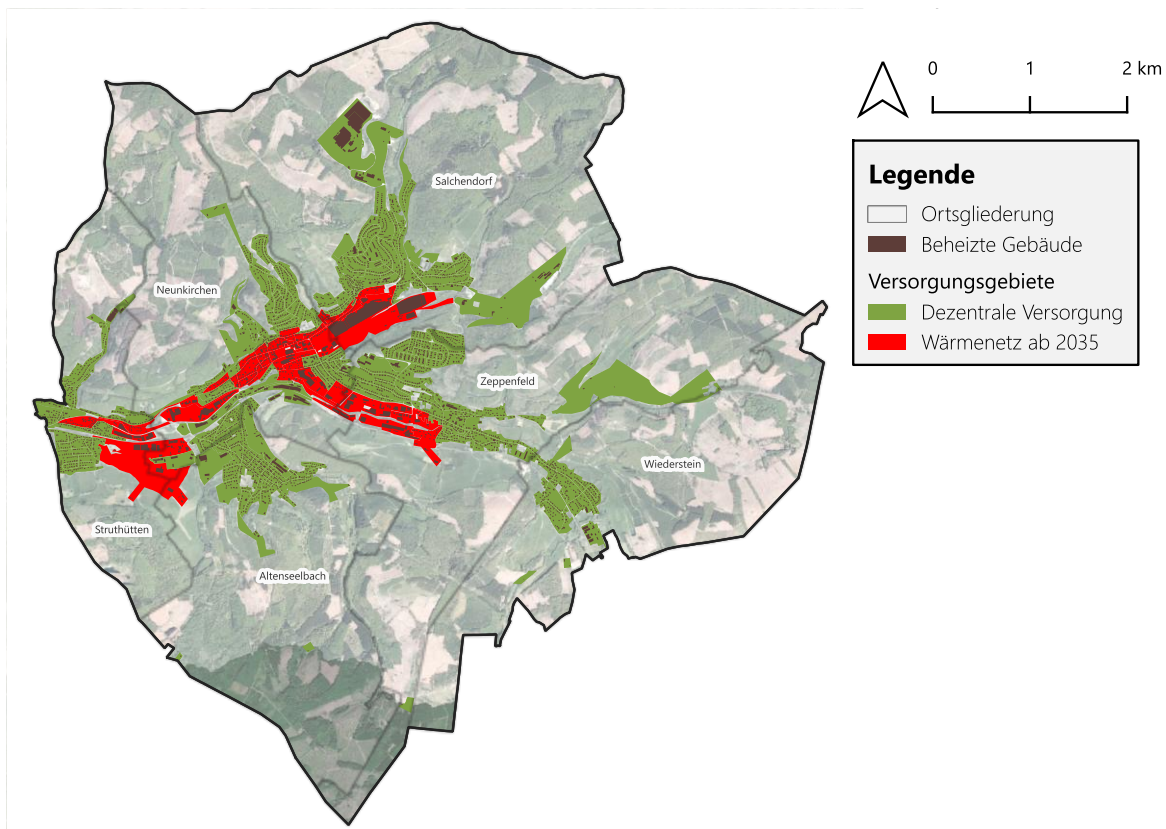 0 1 2 km
Legende
Ortsgliederung
Beheizte Gebäude
Versorgungsgebiete
Dezentrale Versorgung
Wärmenetz ab 2035
Salchendorf
Neunkirchen
Zeppenfeld
Wiederstein
Struthütten
Altenseelbach